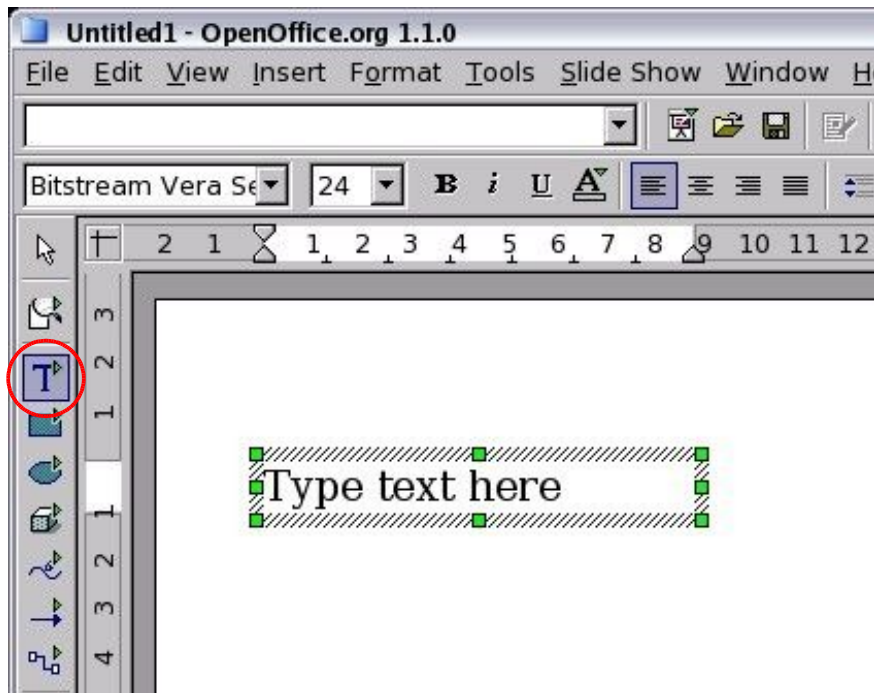 Untitled1 - OpenOffice.org 1.1.0
File Edit View Insert Format Tools Slide Show Window
Bitstream Vera 24 B i U A
2 1 1 2 3 4 5 6 7 8 9 10 11 12
3
2
T
1
Type text here
1
2
3
4